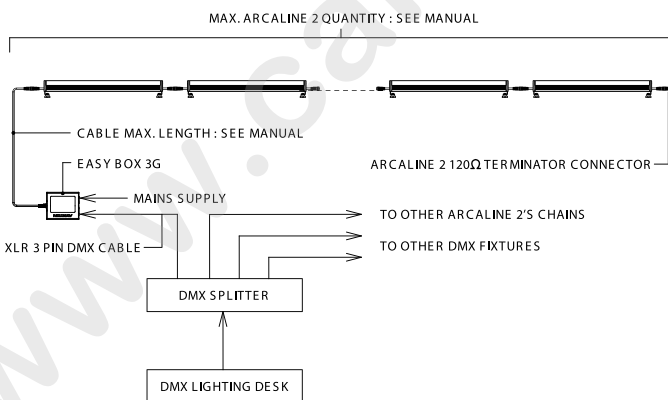 MAX. ARCALINE 2 QUANTITY : SEE MANUAL
CABLE MAX. LENGTH : SEE MANUAL
EASY BOX 3G
ARCALINE 2 120Ω TERMINATOR CONNECTOR
MAINS SUPPLY
TO OTHER ARCALINE 2'S CHAINS
XLR 3 PIN DMX CABLE
TO OTHER DMX FIXTURES
DMX SPLITTER
DMX LIGHTING DESK
www.ca